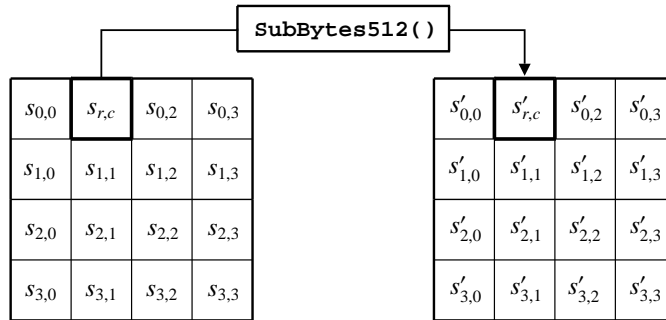 SubBytes512()
s0,0 sr,c s0,2 s0,3 s′0,0 s′r,c s′0,2 s′0,3
s1,0 s1,1 s1,2 s1,3 s′1,0 s′1,1 s′1,2 s′1,3
s2,0 s2,1 s2,2 s2,3 s′2,0 s′2,1 s′2,2 s′2,3
s3,0 s3,1 s3,2 s3,3 s′3,0 s′3,1 s′3,2 s′3,3